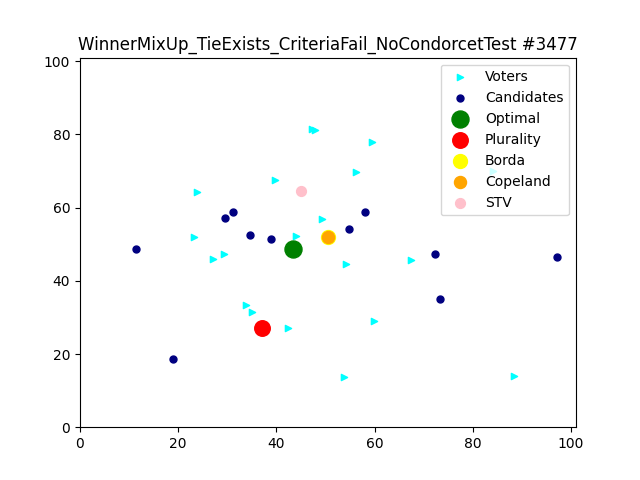 WinnerMixUp_TieExists_CriteriaFail_NoCondorcetTest #3477
100
80
60
40
20
0
0 20 40 60 80 100
Voters
Candidates
Optimal
Plurality
Borda
Copeland
STV